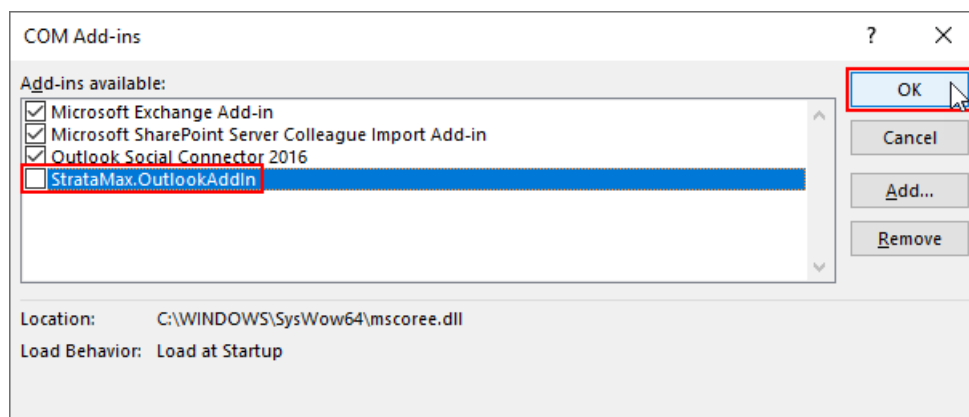 COM Add-ins ?
Add-ins available:
Microsoft Exchange Add-in
Microsoft SharePoint Server Colleague Import Add-in
Outlook Social Connector 2016
StrataMax.OutlookAddIn
OK
Cancel
Add...
Remove
Location: C:\WINDOWS\SysWow64\mscoree.dll
Load Behavior: Load at Startup